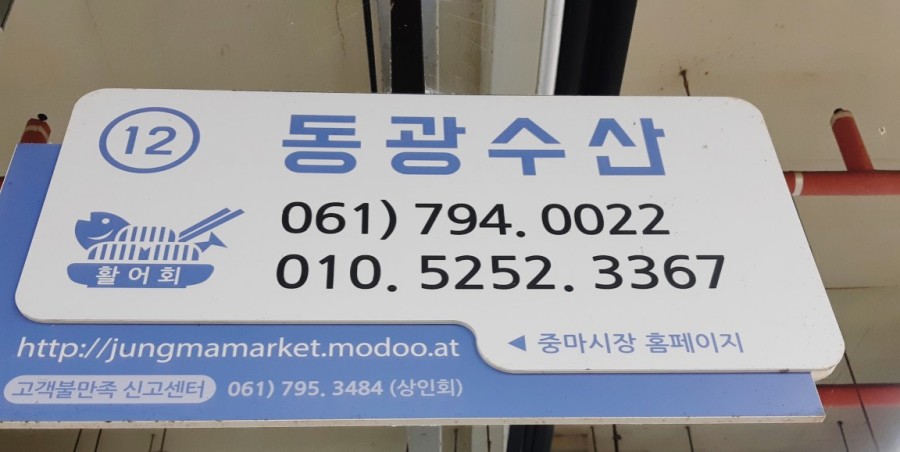 12
동광수산
061) 794. 0022
활어회
010. 5252. 3367
http://jungmamarket.modoo.at
◀ 중마시장 홈페이지
고객불만족 신고센터 061) 795. 3484 (상인회)